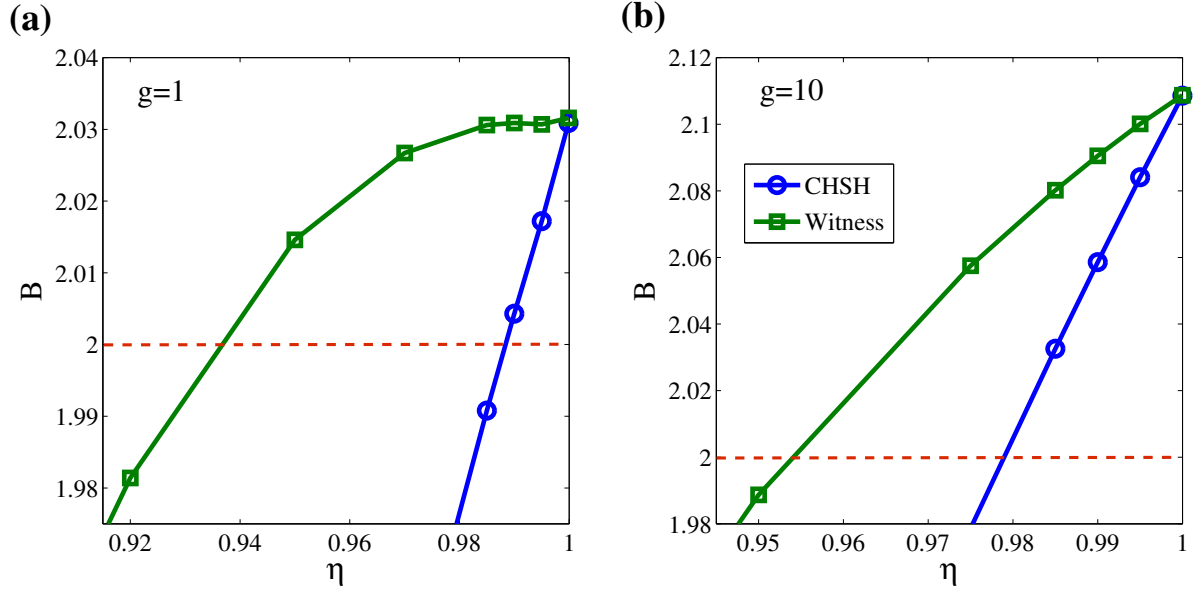 (a)
g=1
B
2.04
2.03
2.02
2.01
2
1.99
1.98
0.92 0.94 0.96 0.98 1
η
(b)
g=10
CHSH
Witness
B
2.12
2.1
2.08
2.06
2.04
2.02
2
1.98
0.95 0.96 0.97 0.98 0.99 1
η